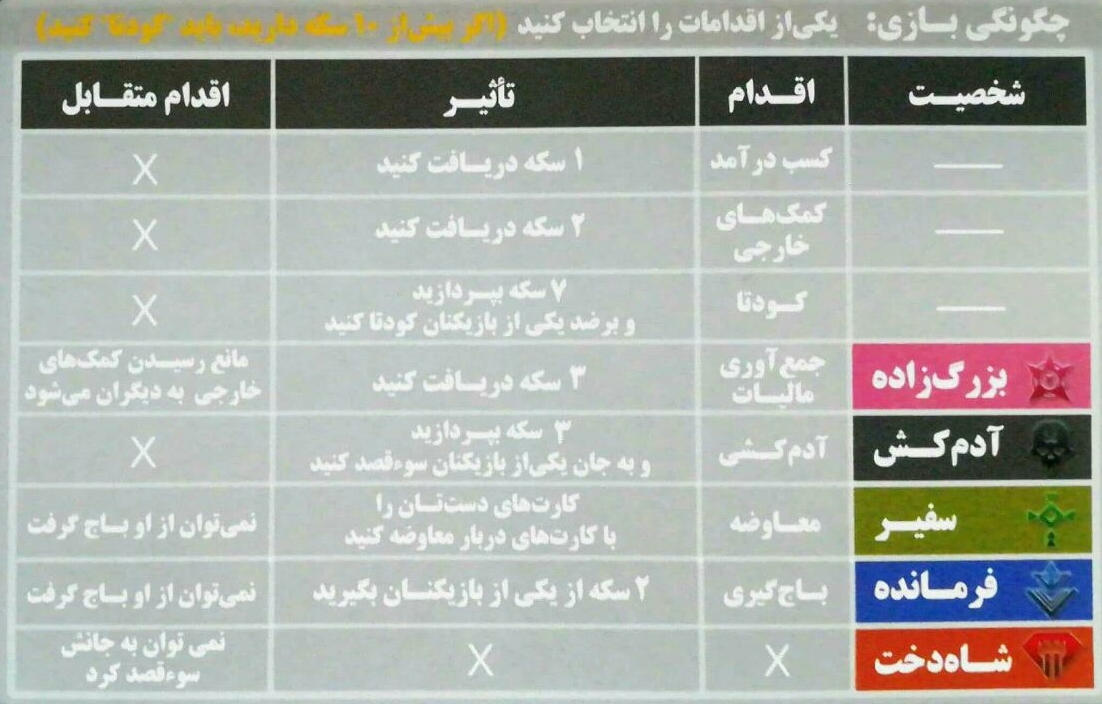 چگونگی بازی: یکی از اقدامات را انتخاب کنید (اگر بیش از ۱۰ سکه دارید، باید "کودتا" کنید)
شخصیت اقدام تأثیر اقدام متقابل
—— کسب درآمد ۱ سکه دریافت کنید X
—— کمک‌های خارجی ۲ سکه دریافت کنید X
—— کودتا ۷ سکه بپردازید و برضد یکی از بازیکنان کودتا کنید X
بزرگ‌زاده جمع‌آوری مالیات ۳ سکه دریافت کنید مانع رسیدن کمک‌های خارجی به دیگران می‌شود
آدم‌کش آدم‌کشی ۳ سکه بپردازید و به جان یکی از بازیکنان سوءقصد کنید X
سفیر معاوضه کارت‌های دست‌تان را با کارت‌های دربار معاوضه کنید نمی‌توان از او باج گرفت
فرمانده باج‌گیری ۲ سکه از یکی از بازیکنان بگیرید نمی‌توان از او باج گرفت
شاه‌دخت X X نمی توان به جانش سوءقصد کرد